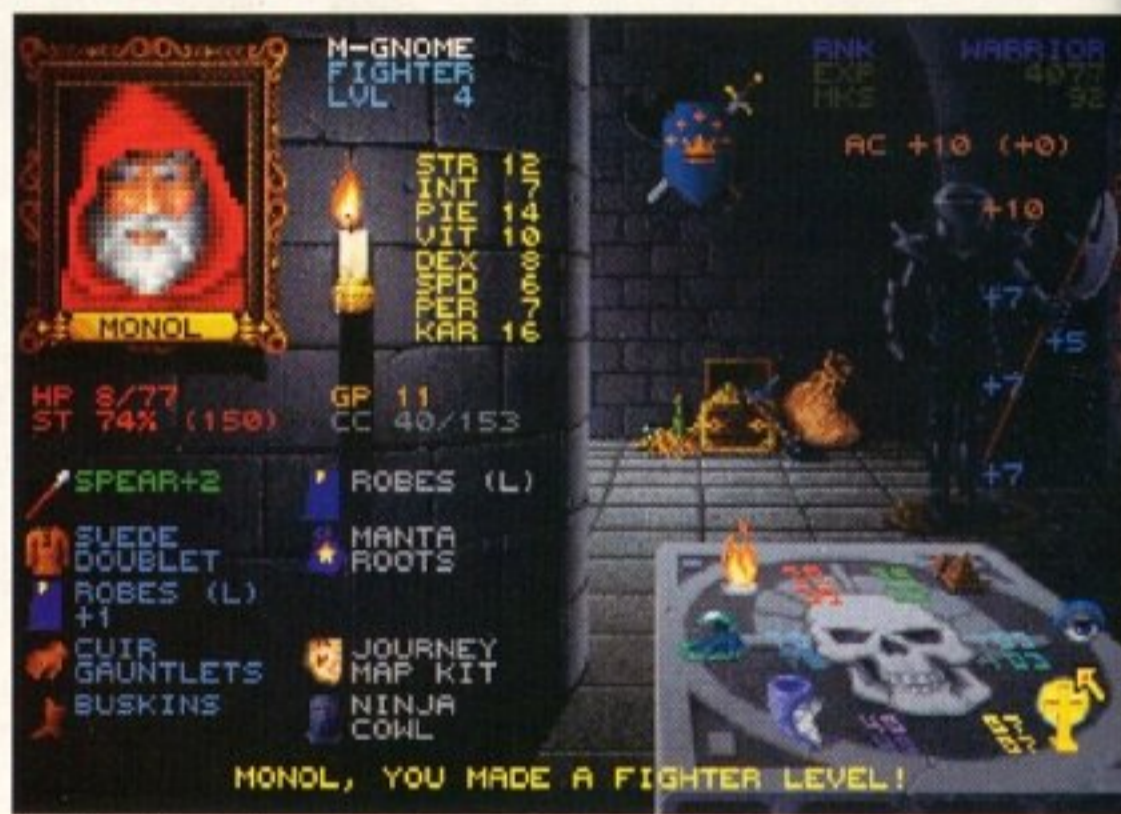 M-GNOME
FIGHTER
LVL 4
RNK WARRIOR
EXP 4077
MKS 92
AC +10 (+0)
STR 12
INT 7
PIE 14
VIT 10
DEX 8
SPD 6
PER 7
KAR 16
+10
+7
+5
+7
+7
MONOL
HP 8/77
ST 74% (150)
GP 11
CC 40/153
SPEAR+2
SUEDE
DOUBLET
ROBES (L)
+1
CUIR
GAUNTLETS
BUSKINS
ROBES (L)
MANTA
ROOTS
JOURNEY
MAP KIT
NINJA
COWL
MONOL, YOU MADE A FIGHTER LEVEL!